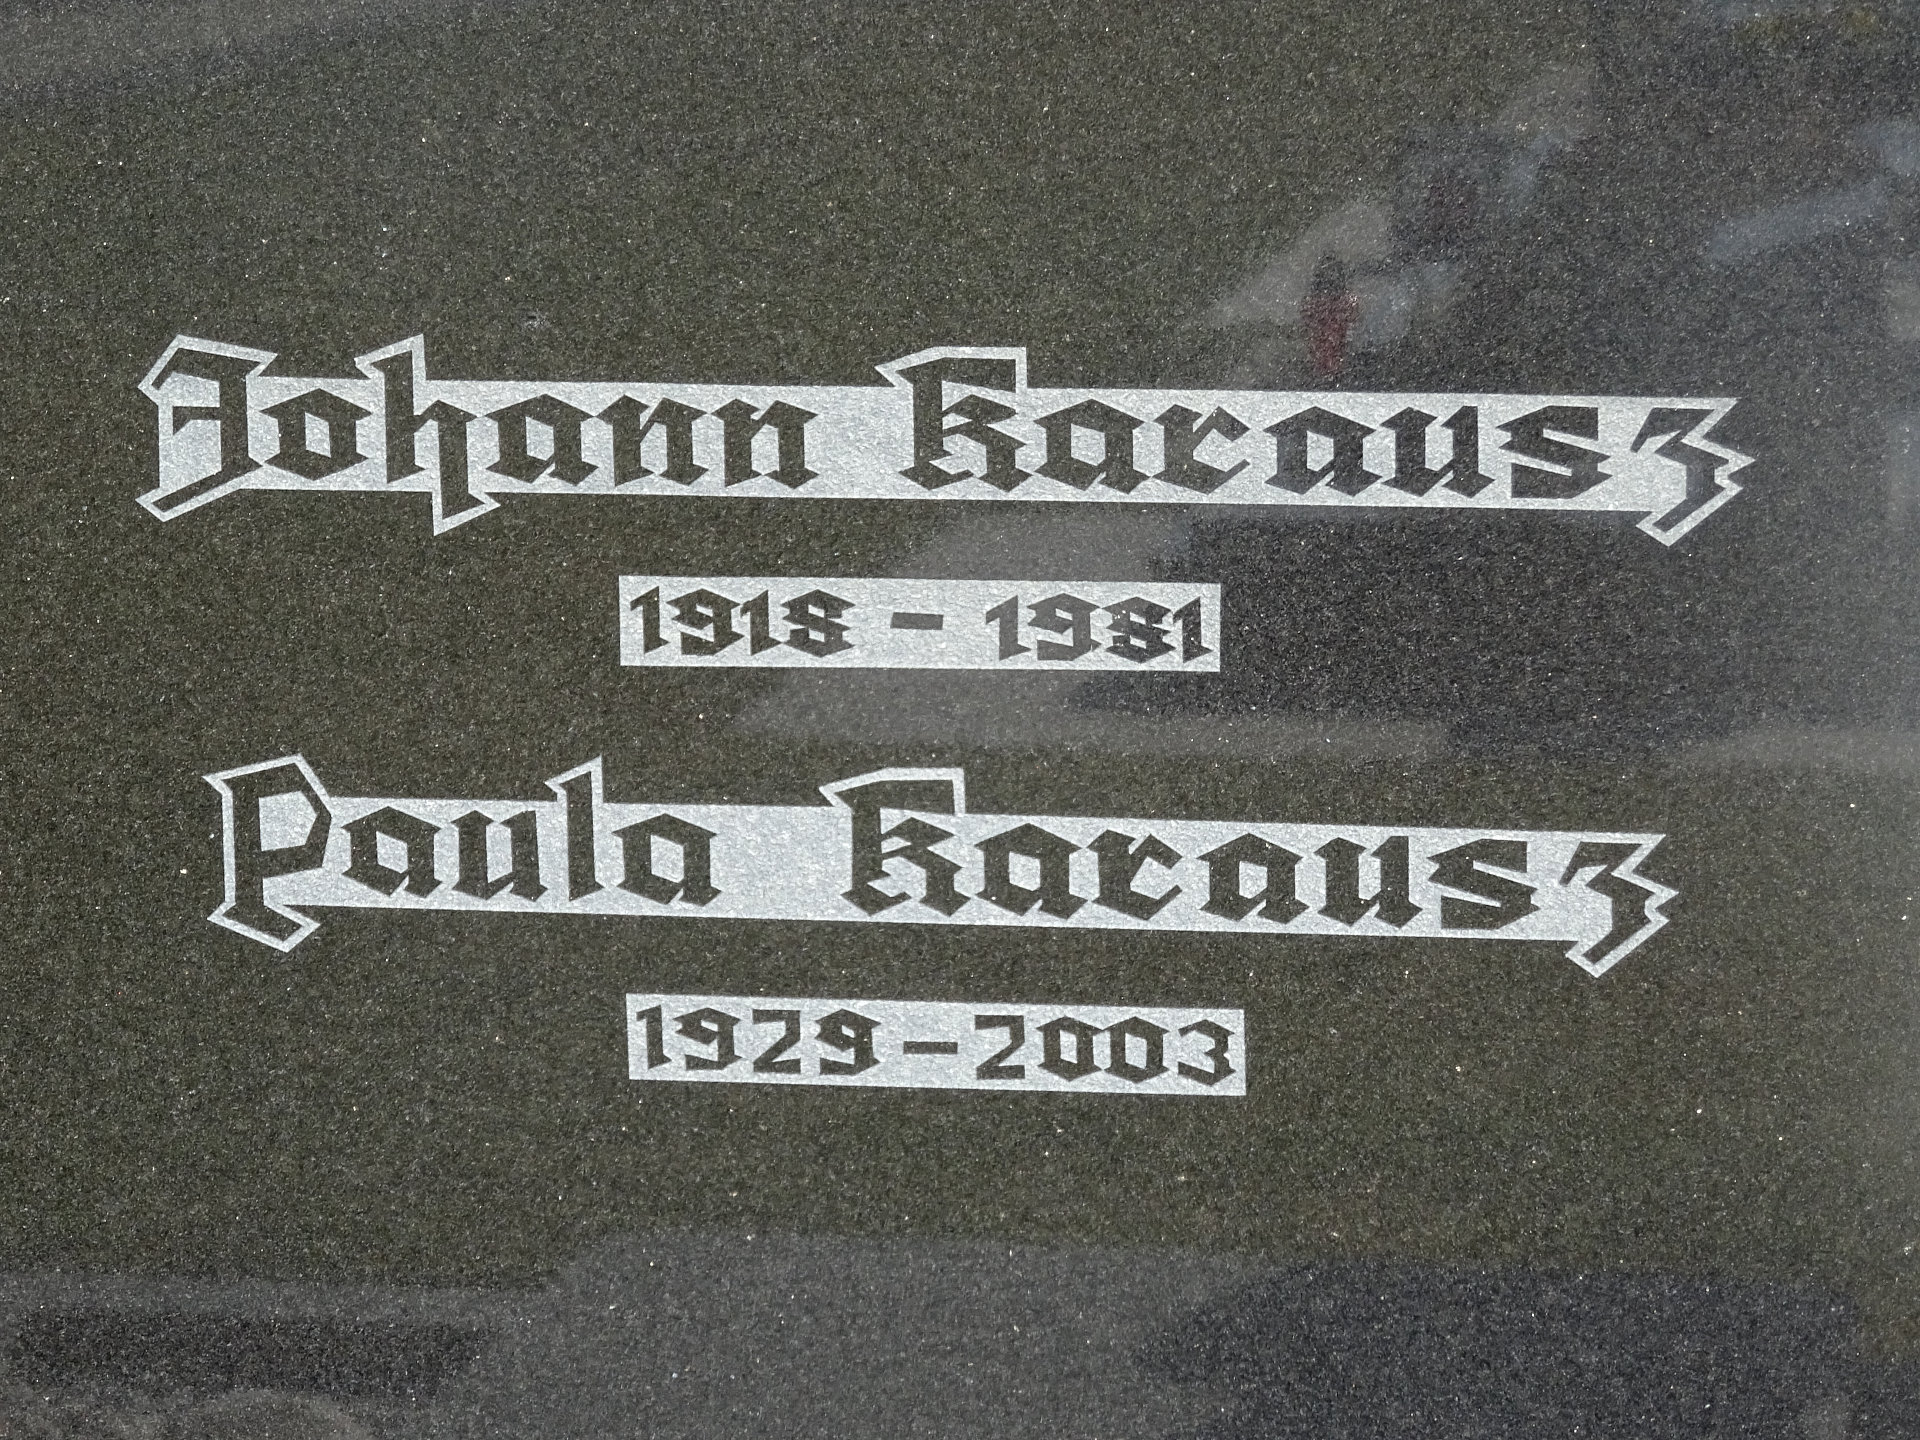 Johann Karausz
1918 - 1981
Paula Karausz
1929 - 2003